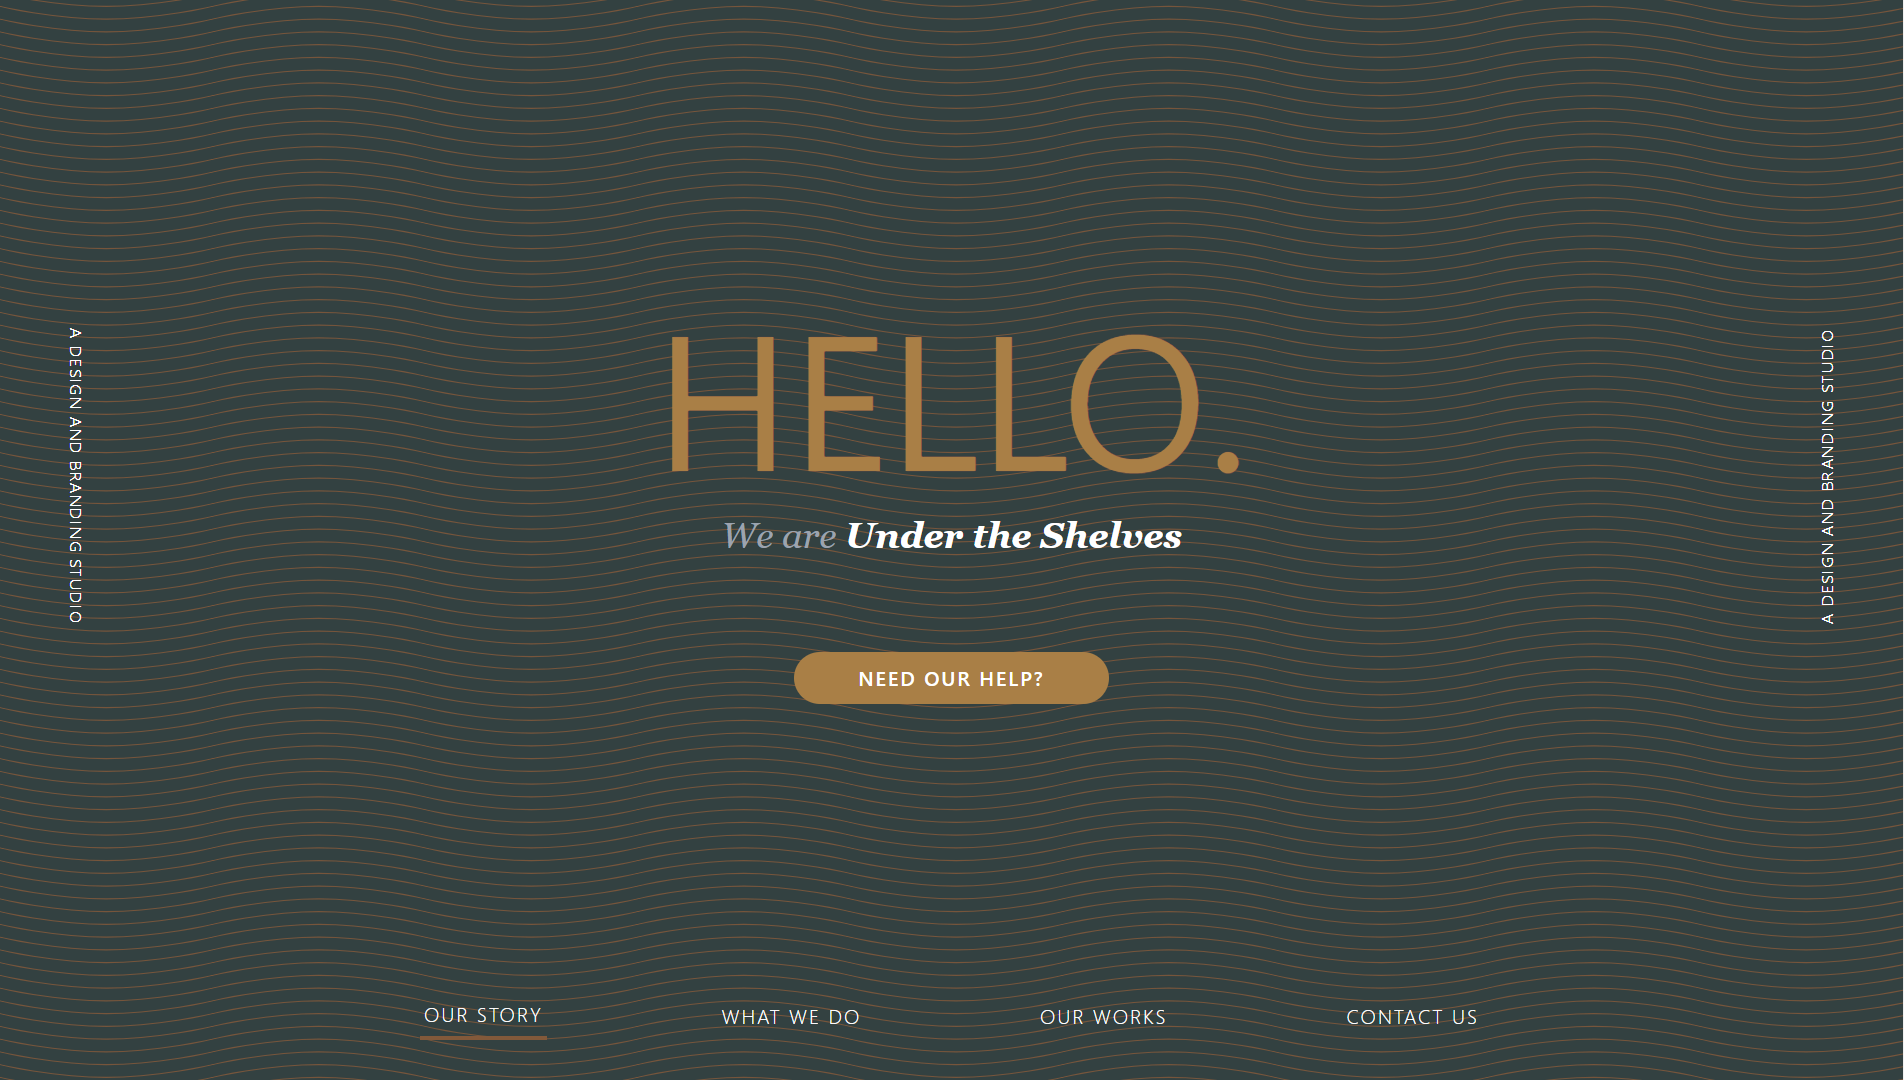 A DESIGN AND BRANDING STUDIO
HELLO.
We are Under the Shelves
NEED OUR HELP?
A DESIGN AND BRANDING STUDIO
OUR STORY
WHAT WE DO
OUR WORKS
CONTACT US